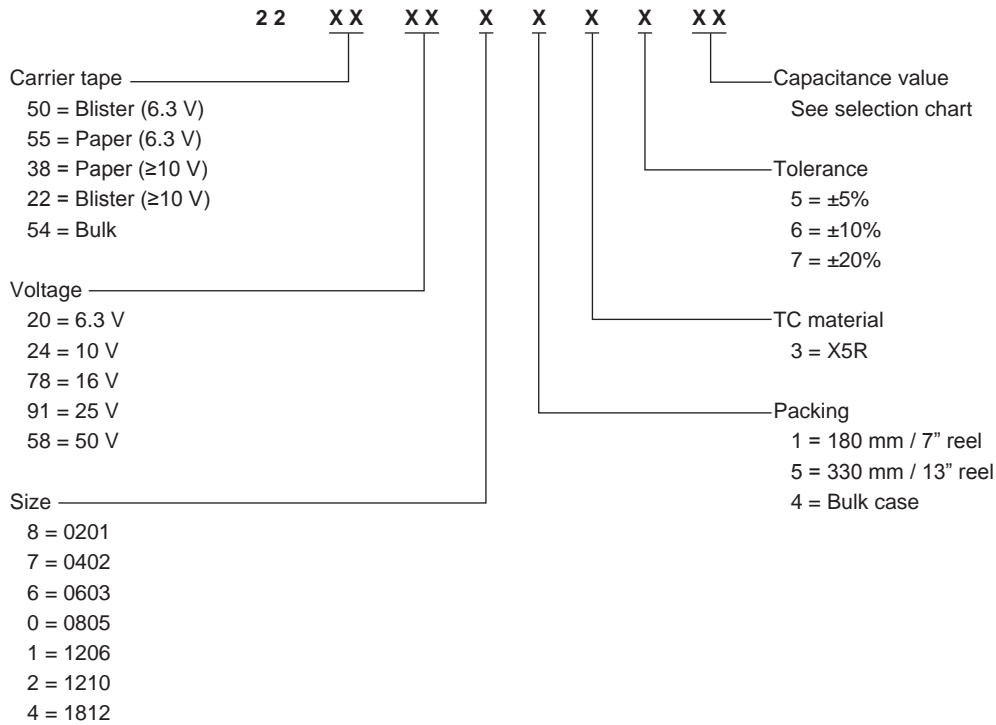 2 2 X X X X X X X X X X
Carrier tape
50 = Blister (6.3 V)
55 = Paper (6.3 V)
38 = Paper (≥10 V)
22 = Blister (≥10 V)
54 = Bulk
Voltage
20 = 6.3 V
24 = 10 V
78 = 16 V
91 = 25 V
58 = 50 V
Size
8 = 0201
7 = 0402
6 = 0603
0 = 0805
1 = 1206
2 = 1210
4 = 1812
Capacitance value
See selection chart
Tolerance
5 = ±5%
6 = ±10%
7 = ±20%
TC material
3 = X5R
Packing
1 = 180 mm / 7” reel
5 = 330 mm / 13” reel
4 = Bulk case